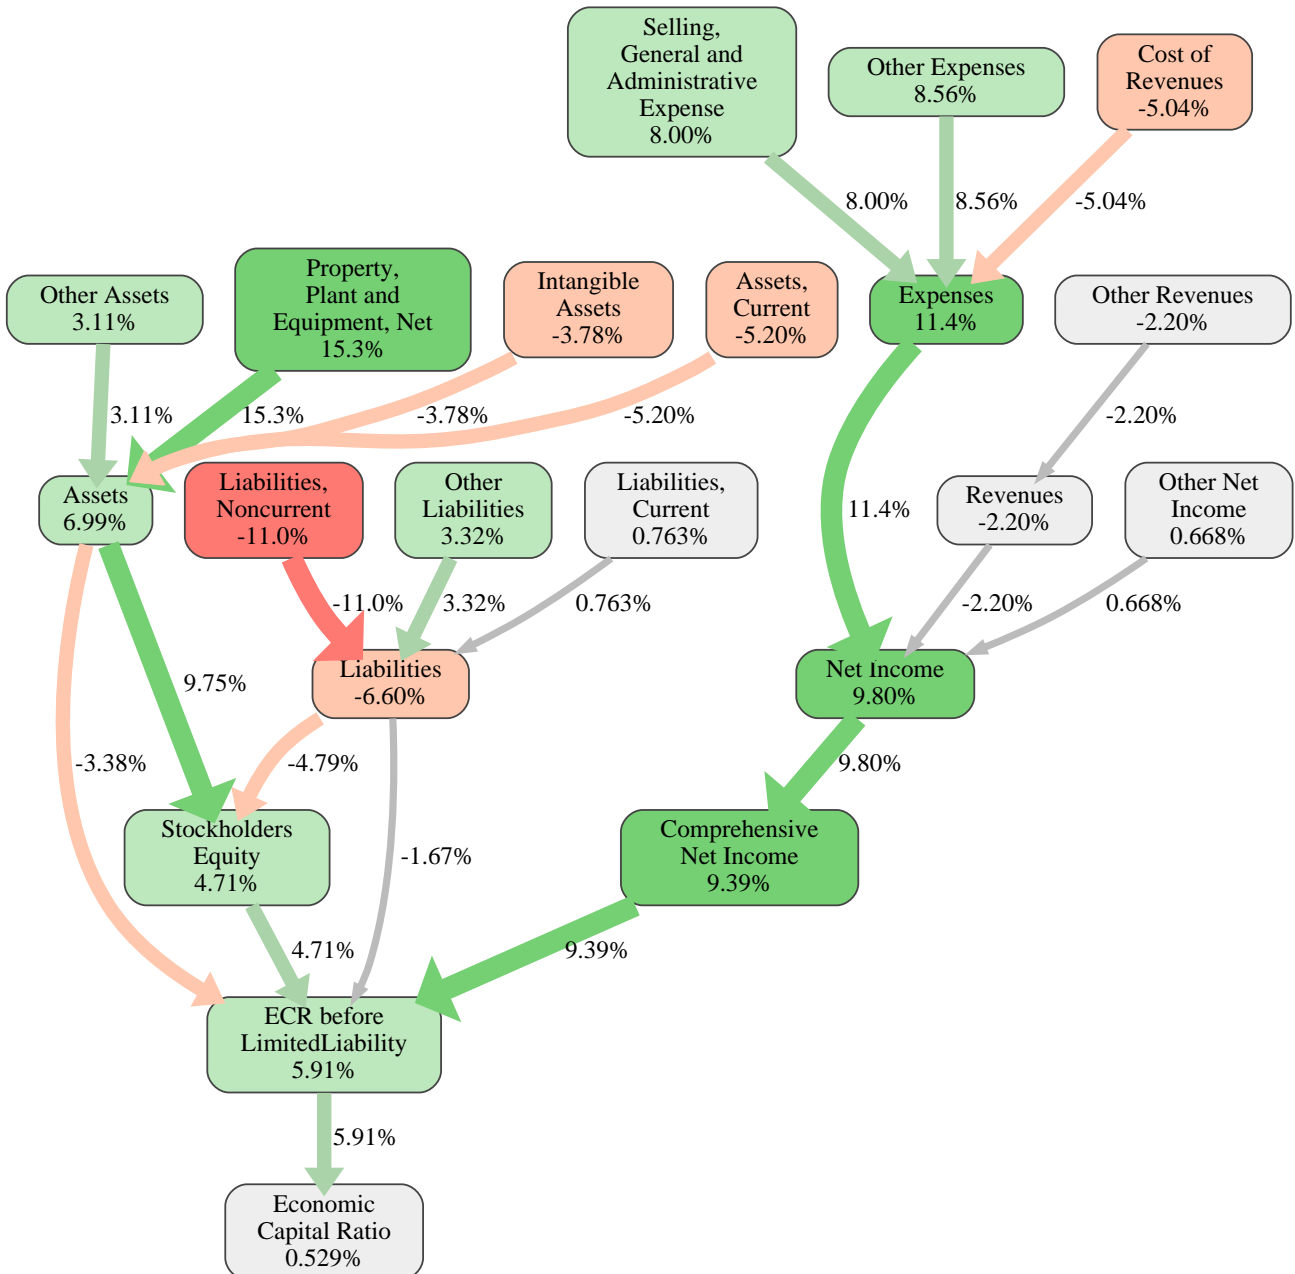 Selling,
General and
Administrative
Expense
8.00%
Other Expenses
8.56%
Cost of
Revenues
-5.04%
8.00%
8.56%
-5.04%
Other Assets
3.11%
Property,
Plant and
Equipment, Net
15.3%
Intangible
Assets
-3.78%
Assets,
Current
-5.20%
Expenses
11.4%
Other Revenues
-2.20%
3.11%
15.3%
-3.78%
-5.20%
-2.20%
Assets
6.99%
Liabilities,
Noncurrent
-11.0%
Other
Liabilities
3.32%
Liabilities,
Current
0.763%
11.4%
Revenues
-2.20%
Other Net
Income
0.668%
-11.0%
3.32%
0.763%
-2.20%
0.668%
9.75%
Liabilities
-6.60%
Net Income
9.80%
-3.38%
-4.79%
9.80%
Stockholders
Equity
4.71%
-1.67%
Comprehensive
Net Income
9.39%
4.71%
9.39%
ECR before
LimitedLiability
5.91%
5.91%
Economic
Capital Ratio
0.529%